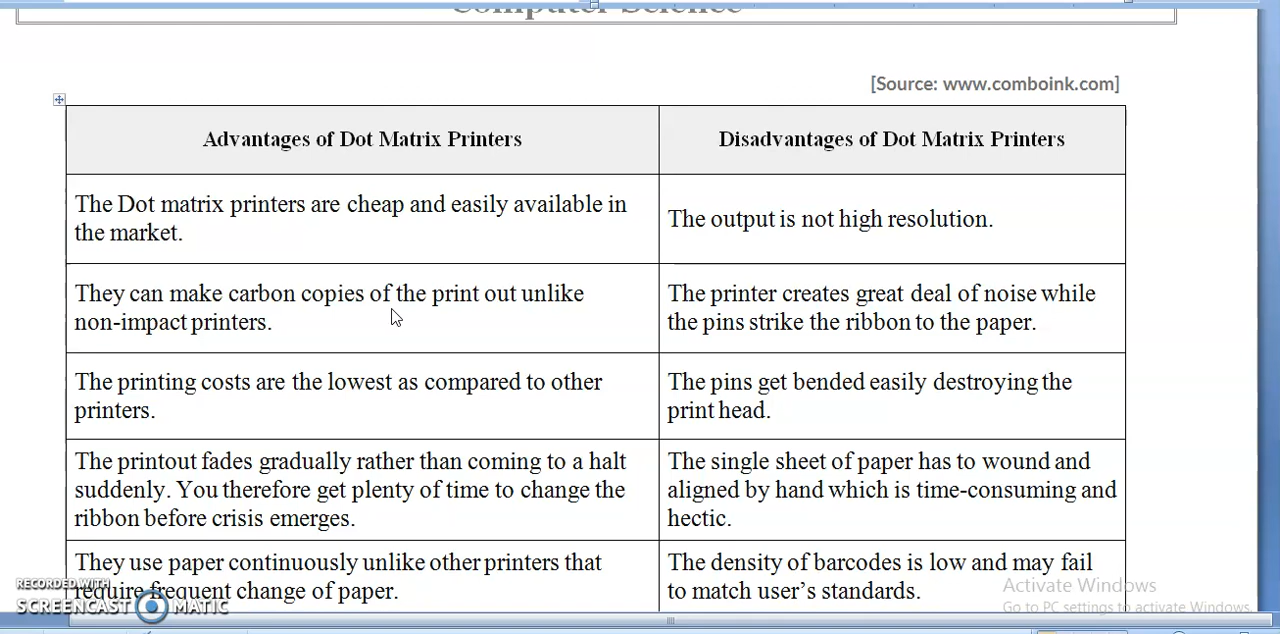 Computer Science
[Source: www.comboink.com]
Advantages of Dot Matrix Printers
Disadvantages of Dot Matrix Printers
The Dot matrix printers are cheap and easily available in
the market.
The output is not high resolution.
They can make carbon copies of the print out unlike
non-impact printers.
The printer creates great deal of noise while
the pins strike the ribbon to the paper.
The printing costs are the lowest as compared to other
printers.
The pins get bended easily destroying the
print head.
The printout fades gradually rather than coming to a halt
suddenly. You therefore get plenty of time to change the
ribbon before crisis emerges.
The single sheet of paper has to wound and
aligned by hand which is time-consuming and
hectic.
They use paper continuously unlike other printers that
require frequent change of paper.
The density of barcodes is low and may fail
to match user's standards.
RECORDED WITH
SCREENCAST MATIC
Activate Windows
Go to PC settings to activate Windows.